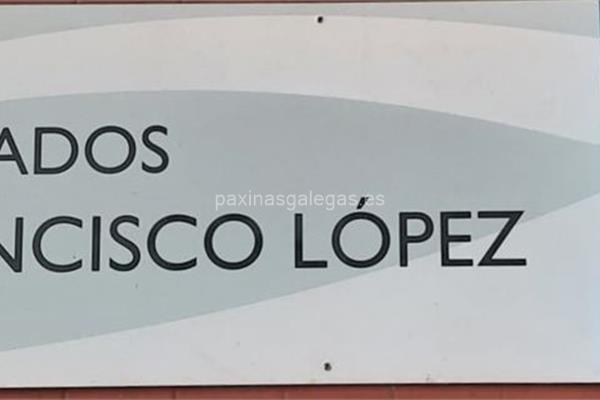 ADOS
paxinasgalegas.es
NCISCO LÓPEZ